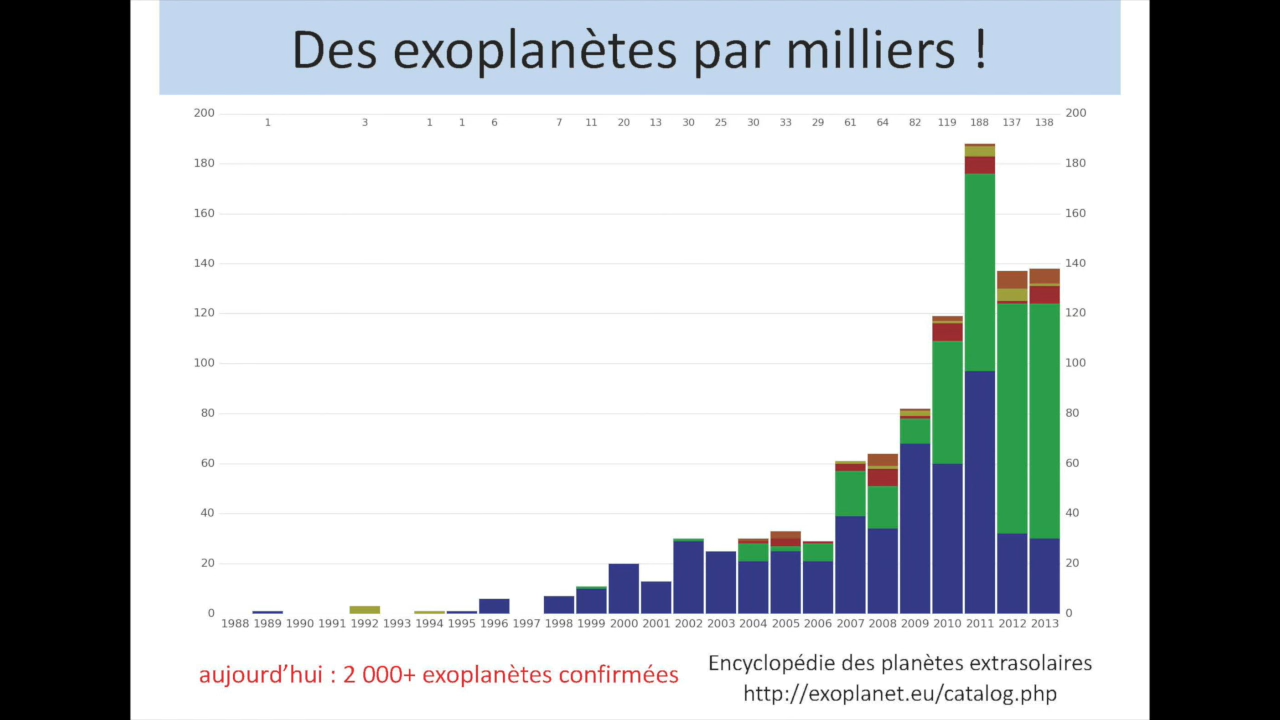 Des exoplanètes par milliers !
200 200
1 3 1 1 6 7 11 20 13 30 25 30 33 29 61 64 82 119 188 137 138
180 180
160 160
140 140
120 120
100 100
80 80
60 60
40 40
20 20
0 0
1988 1989 1990 1991 1992 1993 1994 1995 1996 1997 1998 1999 2000 2001 2002 2003 2004 2005 2006 2007 2008 2009 2010 2011 2012 2013
aujourd'hui : 2 000+ exoplanètes confirmées
Encyclopédie des planètes extrasolaires
http://exoplanet.eu/catalog.php